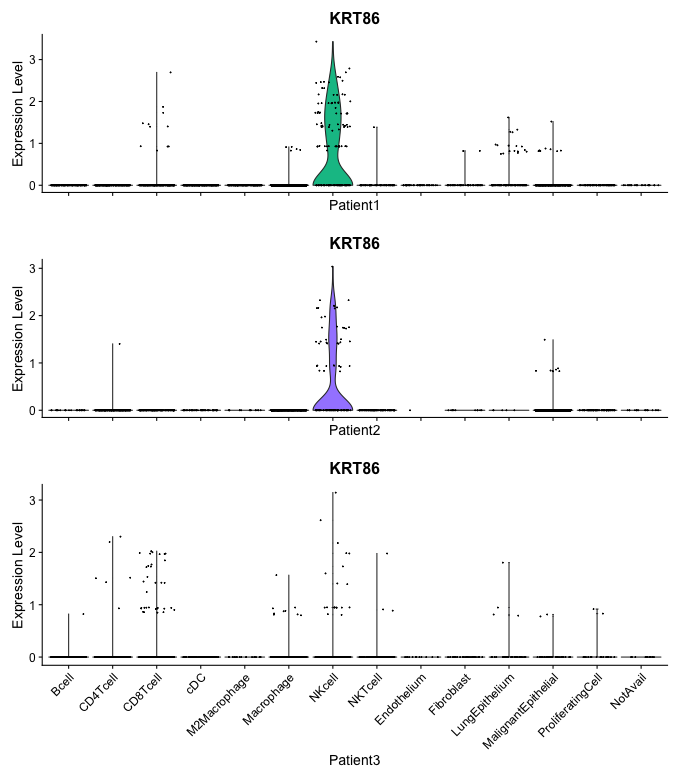 KRT86
Expression Level
3
2
1
0
Patient1
KRT86
Expression Level
3
2
1
0
Patient2
KRT86
Expression Level
3
2
1
0
Bcell
CD4Tcell
CD8Tcell
cDC
M2Macrophage
Macrophage
NKcell
NKTcell
Endothelium
Fibroblast
LungEpithelium
MalignantEpithelial
ProliferatingCell
NotAvail
Patient3